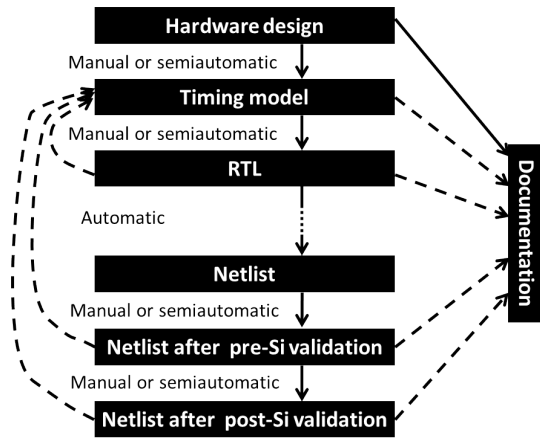 Hardware design
Manual or semiautomatic
Timing model
Manual or semiautomatic
RTL
Automatic
Netlist
Manual or semiautomatic
Netlist after pre-Si validation
Manual or semiautomatic
Netlist after post-Si validation
Documentation